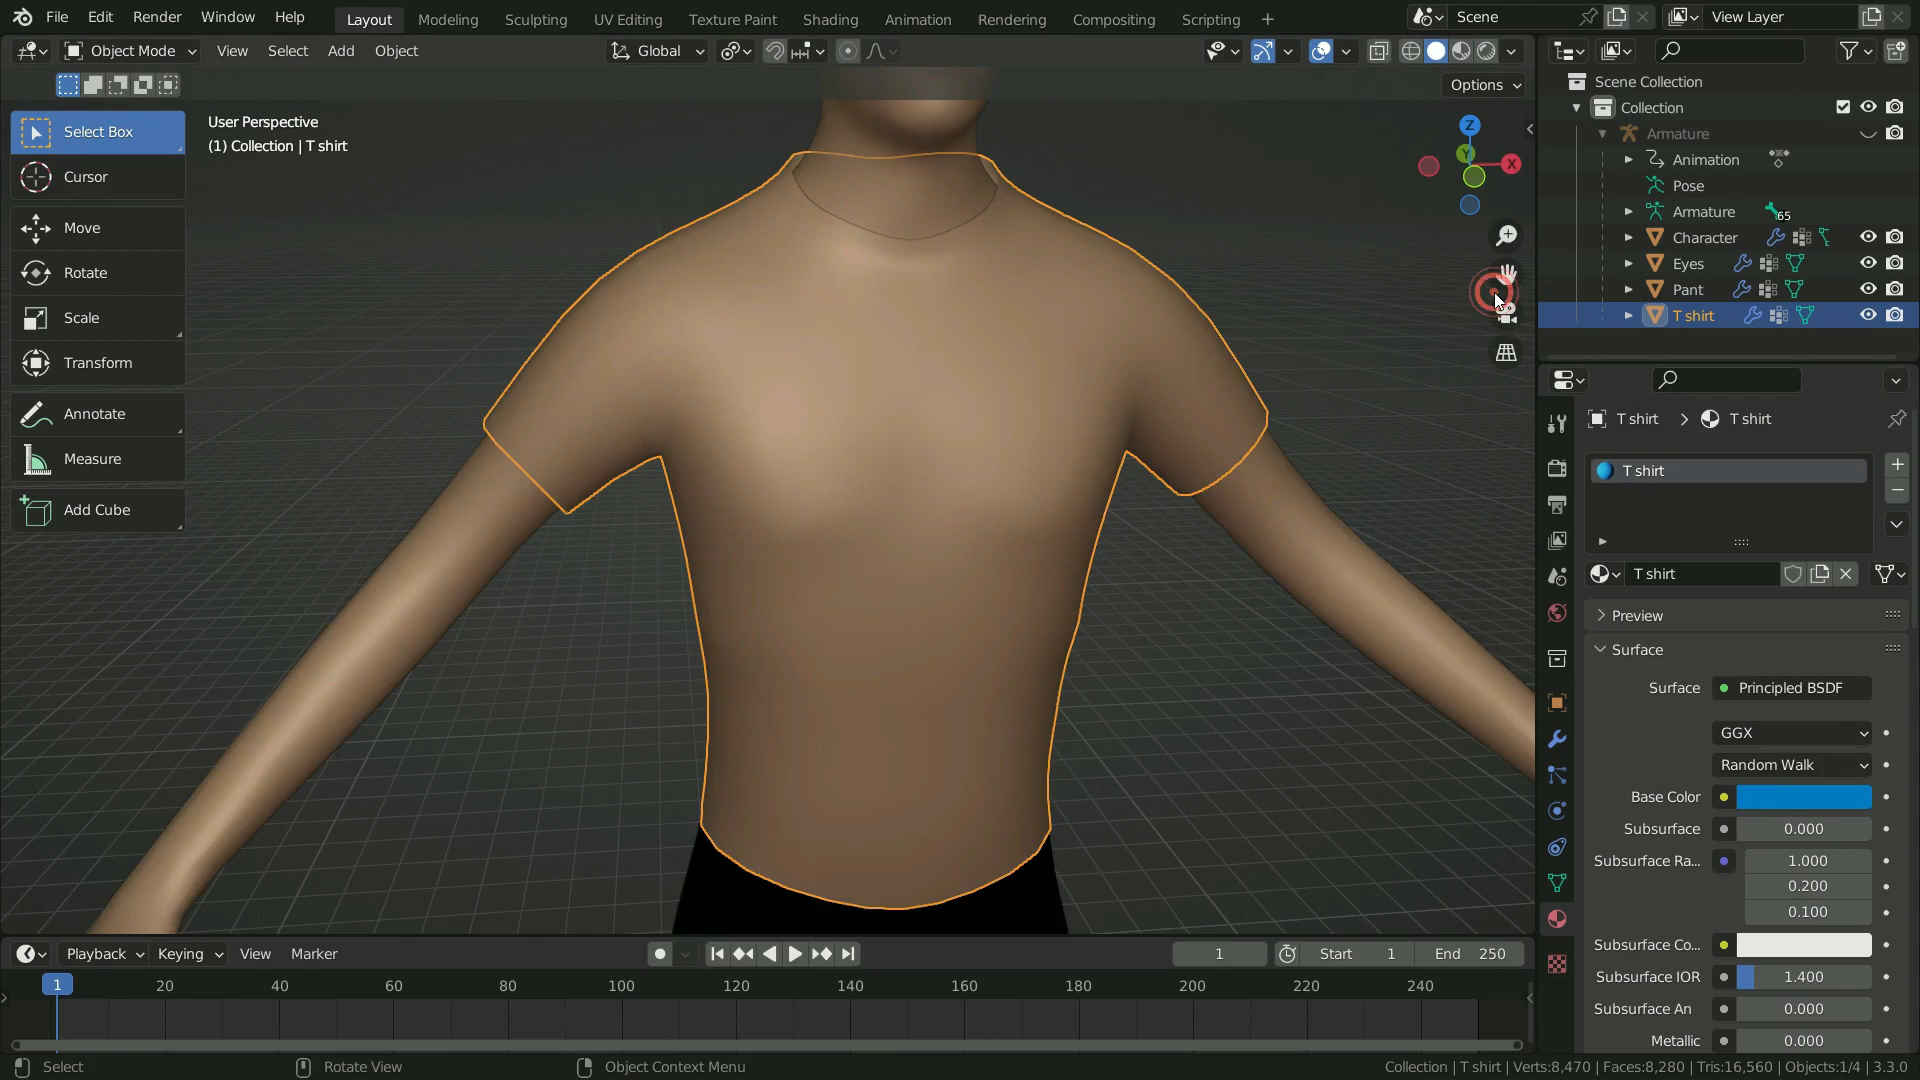 File Edit Render Window Help
Layout Modeling Sculpting UV Editing Texture Paint Shading Animation Rendering Compositing Scripting +
Scene
View Layer
Object Mode View Select Add Object
Global
Options
Select Box
Cursor
Move
Rotate
Scale
Transform
Annotate
Measure
Add Cube
User Perspective
(1) Collection | T shirt
Z
Y
X
Scene Collection
Collection
Armature
Animation
Pose
Armature 65
Character
Eyes
Pant
T shirt
T shirt > T shirt
T shirt
T shirt
Preview
Surface
Surface Principled BSDF
GGX
Random Walk
Base Color
Subsurface 0.000
Subsurface Ra... 1.000
0.200
0.100
Subsurface Co...
Subsurface IOR 1.400
Subsurface An 0.000
Metallic 0.000
Playback Keying View Marker
1 Start 1 End 250
1 20 40 60 80 100 120 140 160 180 200 220 240
Select Rotate View Object Context Menu
Collection | T shirt | Verts:8,470 | Faces:8,280 | Tris:16,560 | Objects:1/4 | 3.3.0